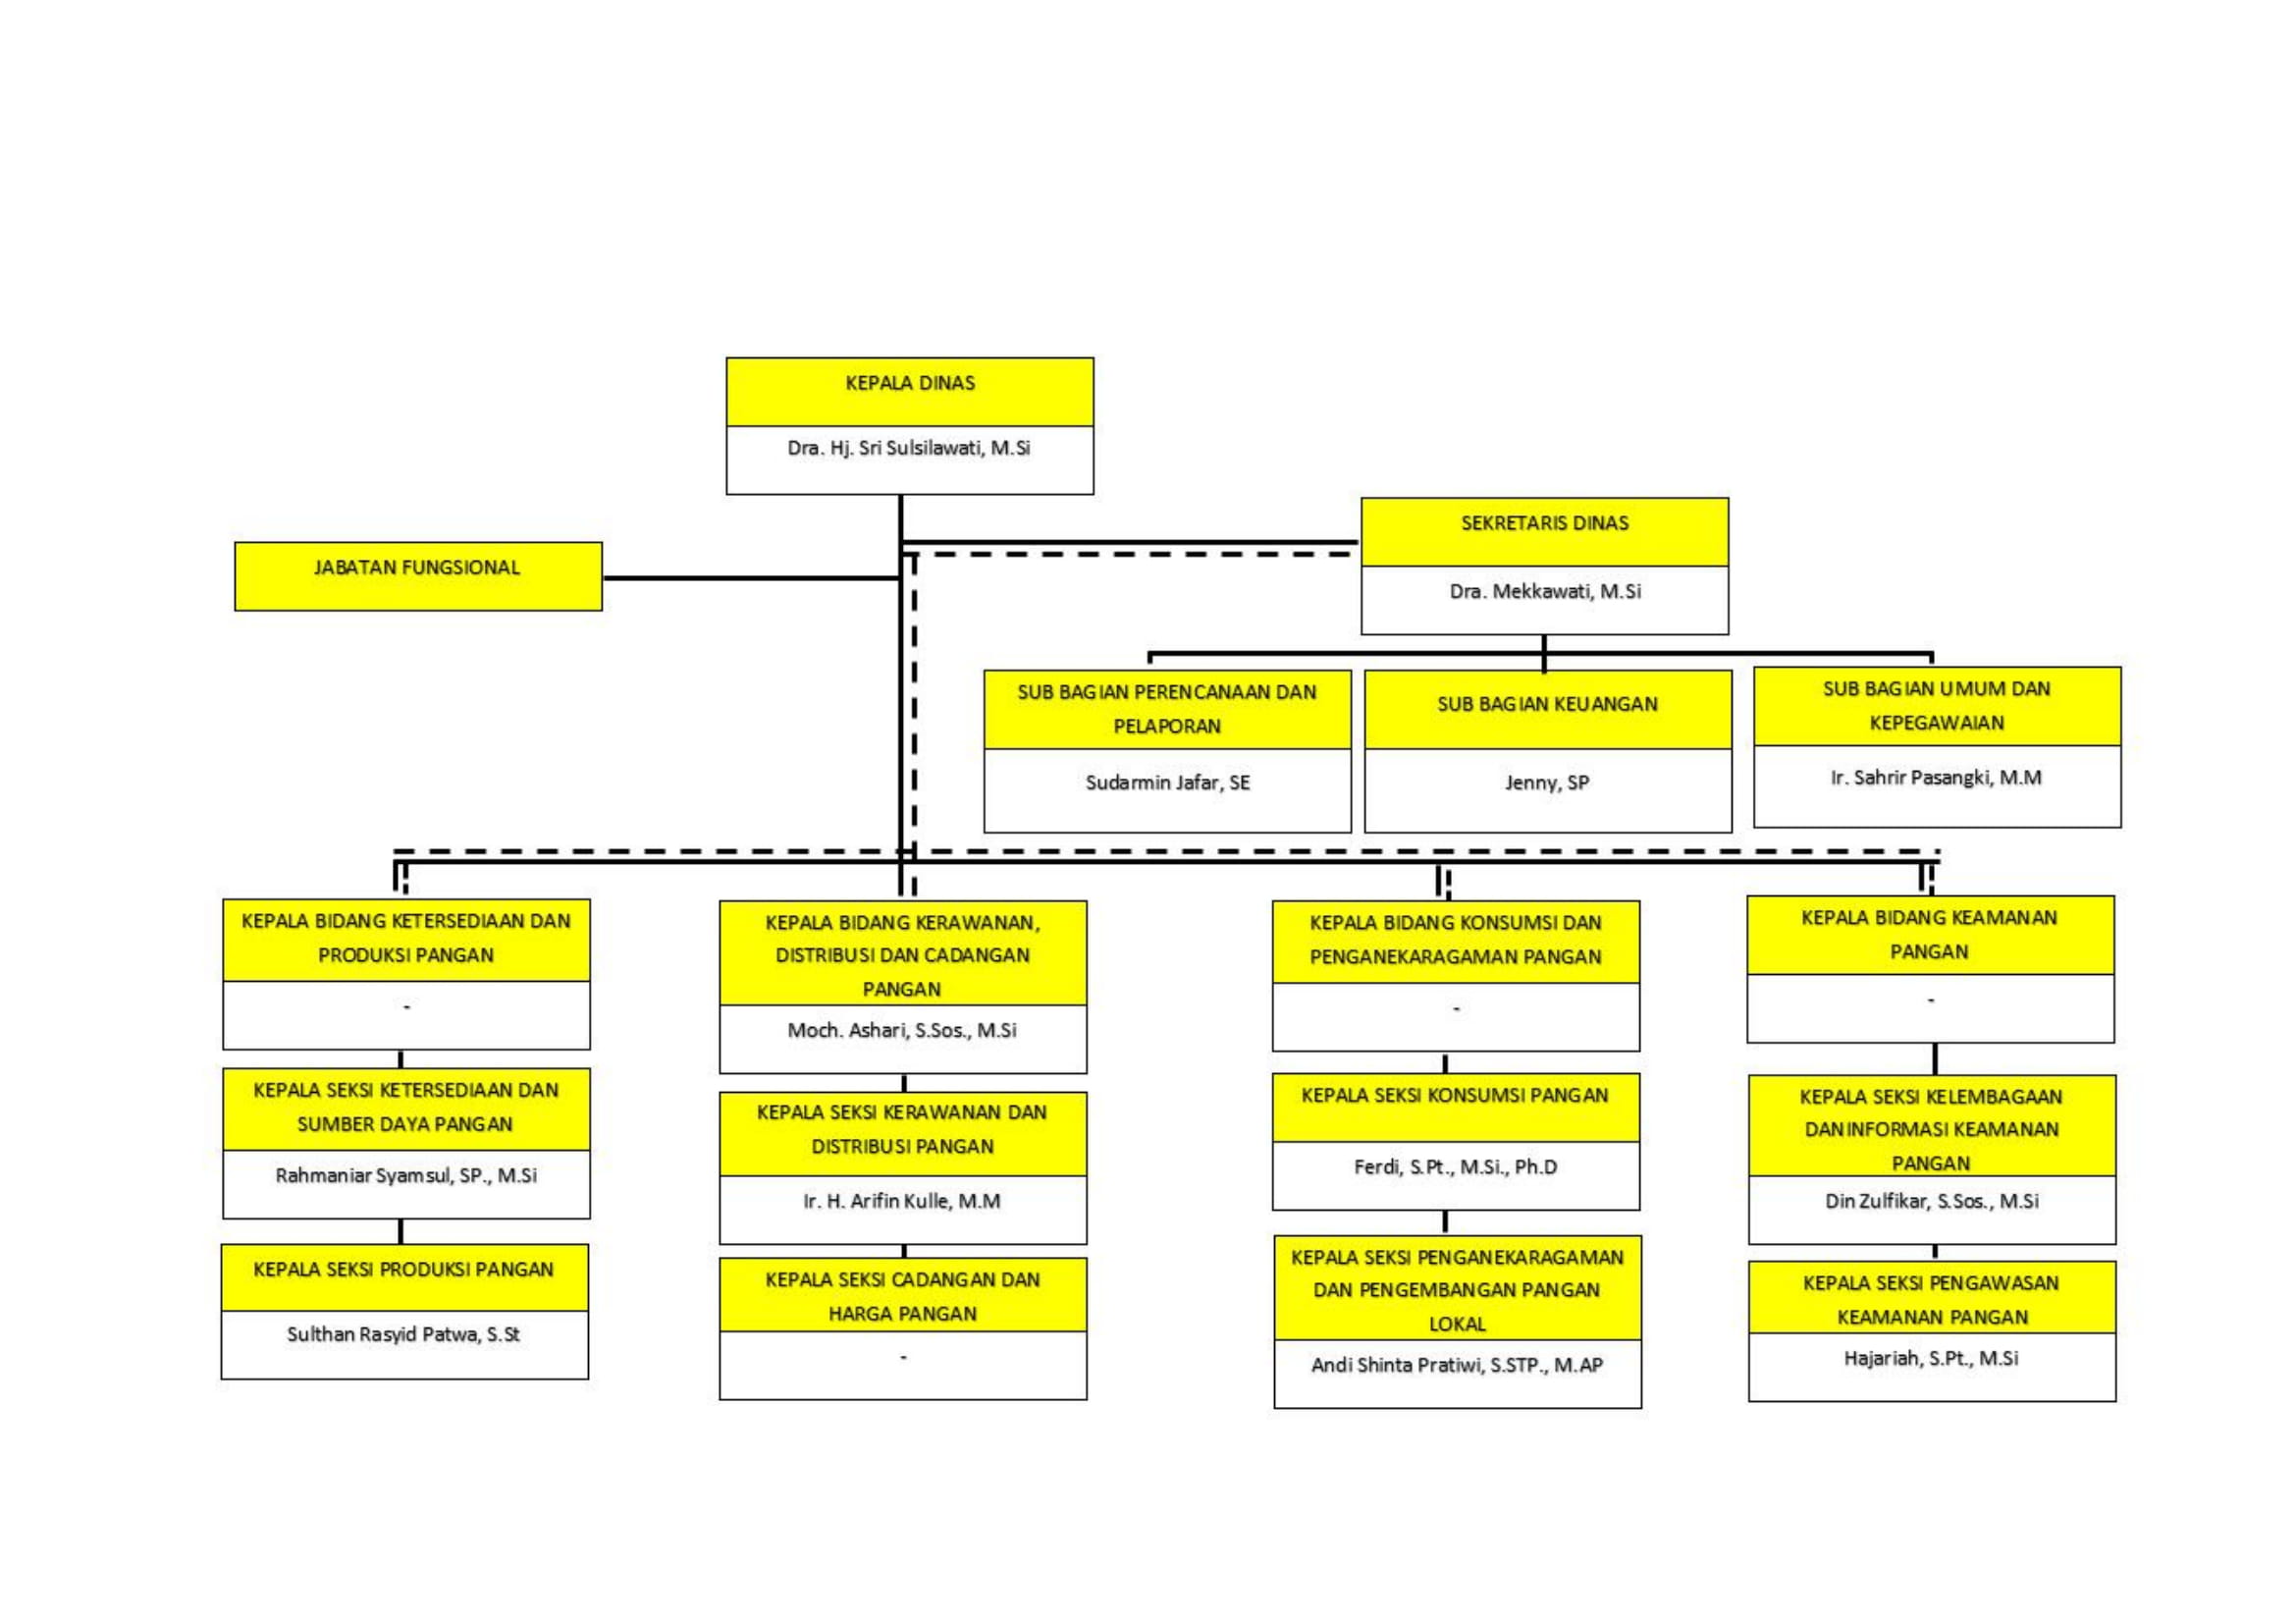 KEPALA DINAS
Dra. Hj. Sri Sulsilawati, M.Si
SEKRETARIS DINAS
Dra. Mekkawati, M.Si
JABATAN FUNGSIONAL
SUB BAGIAN PERENCANAAN DAN
PELAPORAN
Sudarmin Jafar, SE
SUB BAGIAN KEUANGAN
Jenny, SP
SUB BAGIAN UMUM DAN
KEPEGAWAIAN
Ir. Sahrir Pasangki, M.M
KEPALA BIDANG KETERSEDIAAN DAN
PRODUKSI PANGAN
-
KEPALA SEKSI KETERSEDIAAN DAN
SUMBER DAYA PANGAN
Rahmaniar Syamsul, SP., M.Si
KEPALA SEKSI PRODUKSI PANGAN
Sulthan Rasyid Patwa, S.St
KEPALA BIDANG KERAWANAN,
DISTRIBUSI DAN CADANGAN
PANGAN
Moch. Ashari, S.Sos., M.Si
KEPALA SEKSI KERAWANAN DAN
DISTRIBUSI PANGAN
Ir. H. Arifin Kulle, M.M
KEPALA SEKSI CADANGAN DAN
HARGA PANGAN
-
KEPALA BIDANG KONSUMSI DAN
PENGANEKARAGAMAN PANGAN
-
KEPALA SEKSI KONSUMSI PANGAN
Ferdi, S.Pt., M.Si., Ph.D
KEPALA SEKSI PENGANEKARAGAMAN
DAN PENGEMBANGAN PANGAN
LOKAL
Andi Shinta Pratiwi, S.STP., M.AP
KEPALA BIDANG KEAMANAN
PANGAN
-
KEPALA SEKSI KELEMBAGAAN
DAN INFORMASI KEAMANAN
PANGAN
Din Zulfikar, S.Sos., M.Si
KEPALA SEKSI PENGAWASAN
KEAMANAN PANGAN
Hajariah, S.Pt., M.Si